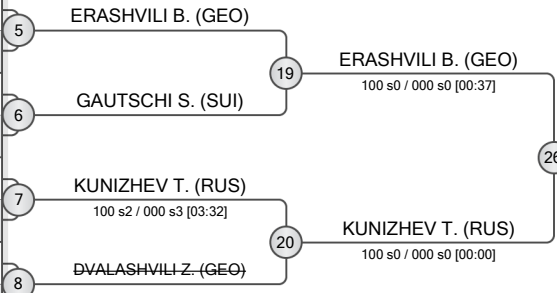 ERASHVILI B. (GEO)
5
19
ERASHVILI B. (GEO)
100 s0 / 000 s0 [00:37]
GAUTSCHI S. (SUI)
6
26
KUNIZHEV T. (RUS)
7
100 s2 / 000 s3 [03:32]
20
KUNIZHEV T. (RUS)
100 s0 / 000 s0 [00:00]
DVALASHVILI Z. (GEO)
8